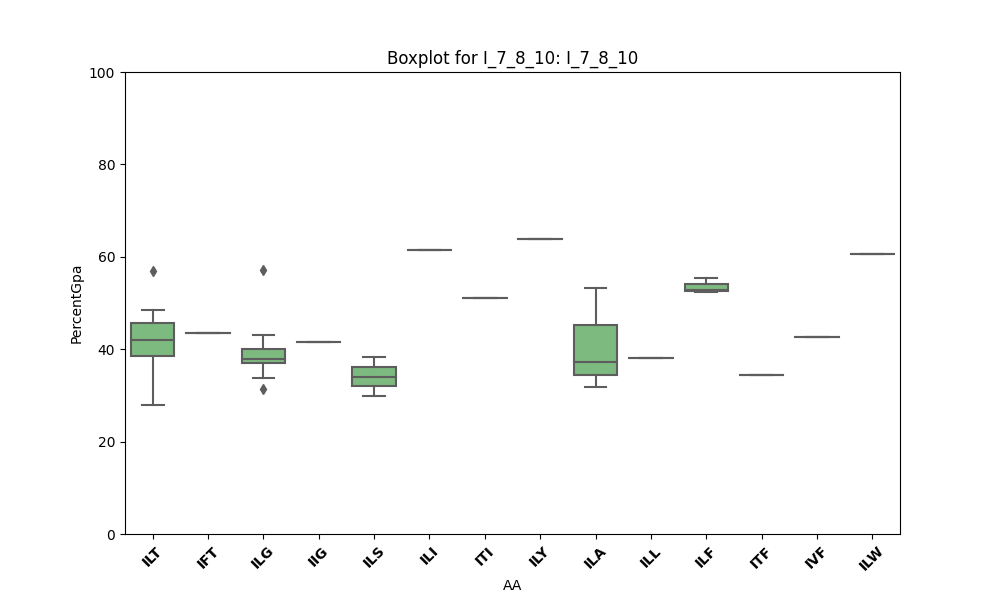 Boxplot for I_7_8_10: I_7_8_10
100
80
60
40
20
0
PercentGpa
ILT
IFT
ILG
IIG
ILS
ILI
ITI
ILY
ILA
ILL
ILF
ITF
IVF
ILW
AA